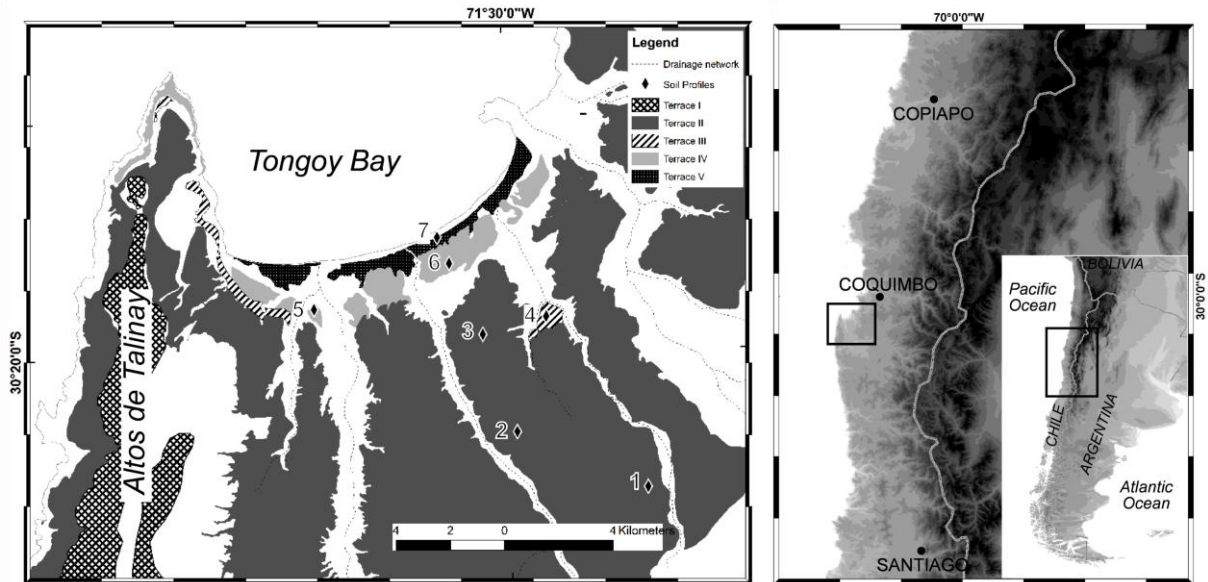 71°30'0"W
Legend
Drainage network
Soil Profiles
Terrace I
Terrace II
Terrace III
Terrace IV
Terrace V
Tongoy Bay
7
6
5
4
3
2
1
Altos de Talinay
30°20'0"S
4 2 0 4 Kilometers
70°0'0"W
COPIAPO
COQUIMBO
SANTIAGO
30°0'0"S
BOLIVIA
Pacific
Ocean
CHILE
ARGENTINA
Atlantic
Ocean